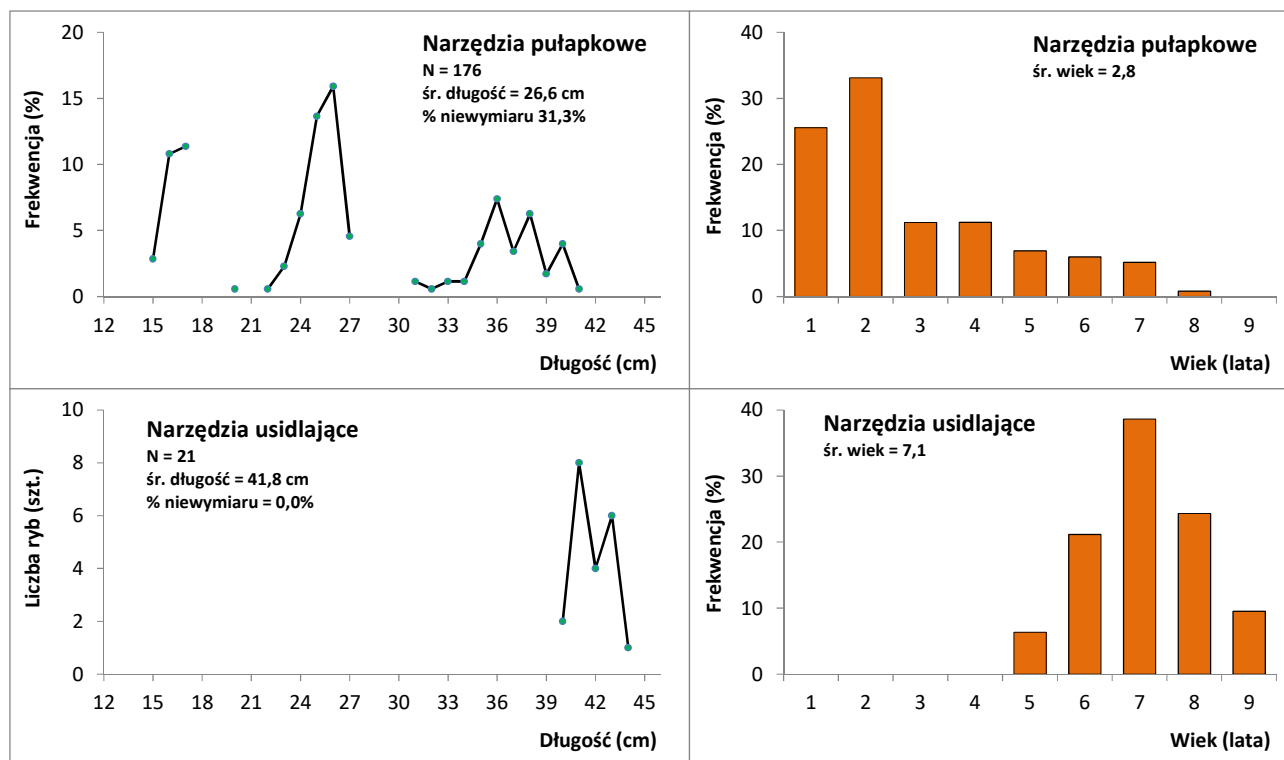 Narzędzia pułapkowe
N = 176
śr. długość = 26,6 cm
% niewymiaru 31,3%
Frekwencja (%)
20
15
10
5
0
12 15 18 21 24 27 30 33 36 39 42 45
Długość (cm)
Narzędzia pułapkowe
śr. wiek = 2,8
Frekwencja (%)
40
30
20
10
0
1 2 3 4 5 6 7 8 9
Wiek (lata)
Narzędzia usidlające
N = 21
śr. długość = 41,8 cm
% niewymiaru = 0,0%
Liczba ryb (szt.)
10
8
6
4
2
0
12 15 18 21 24 27 30 33 36 39 42 45
Długość (cm)
Narzędzia usidlające
śr. wiek = 7,1
Frekwencja (%)
40
30
20
10
0
1 2 3 4 5 6 7 8 9
Wiek (lata)